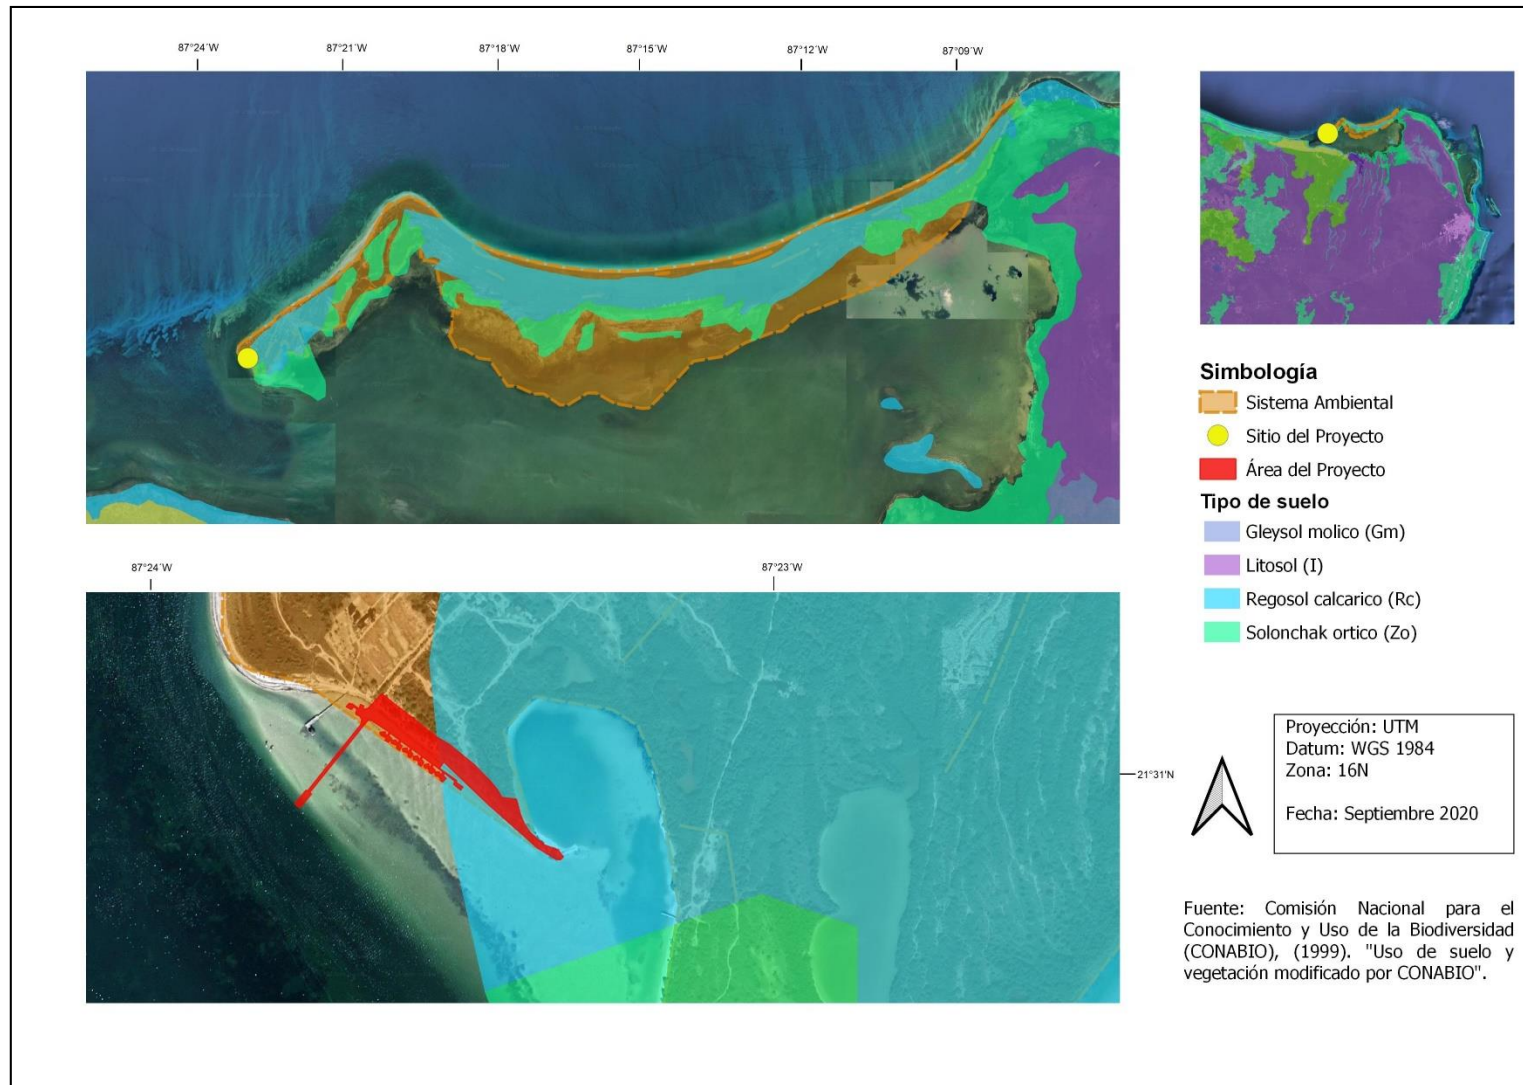 87°24´W 87°21´W 87°18´W 87°15´W 87°12´W 87°09´W
Simbología
Sistema Ambiental
Sitio del Proyecto
Área del Proyecto
Tipo de suelo
Gleysol molico (Gm)
Litosol (I)
Regosol calcarico (Rc)
Solonchak ortico (Zo)
87°24´W 87°23´W
21°31´N
Proyección: UTM
Datum: WGS 1984
Zona: 16N
Fecha: Septiembre 2020
Fuente: Comisión Nacional para el
Conocimiento y Uso de la Biodiversidad
(CONABIO), (1999). "Uso de suelo y
vegetación modificado por CONABIO".